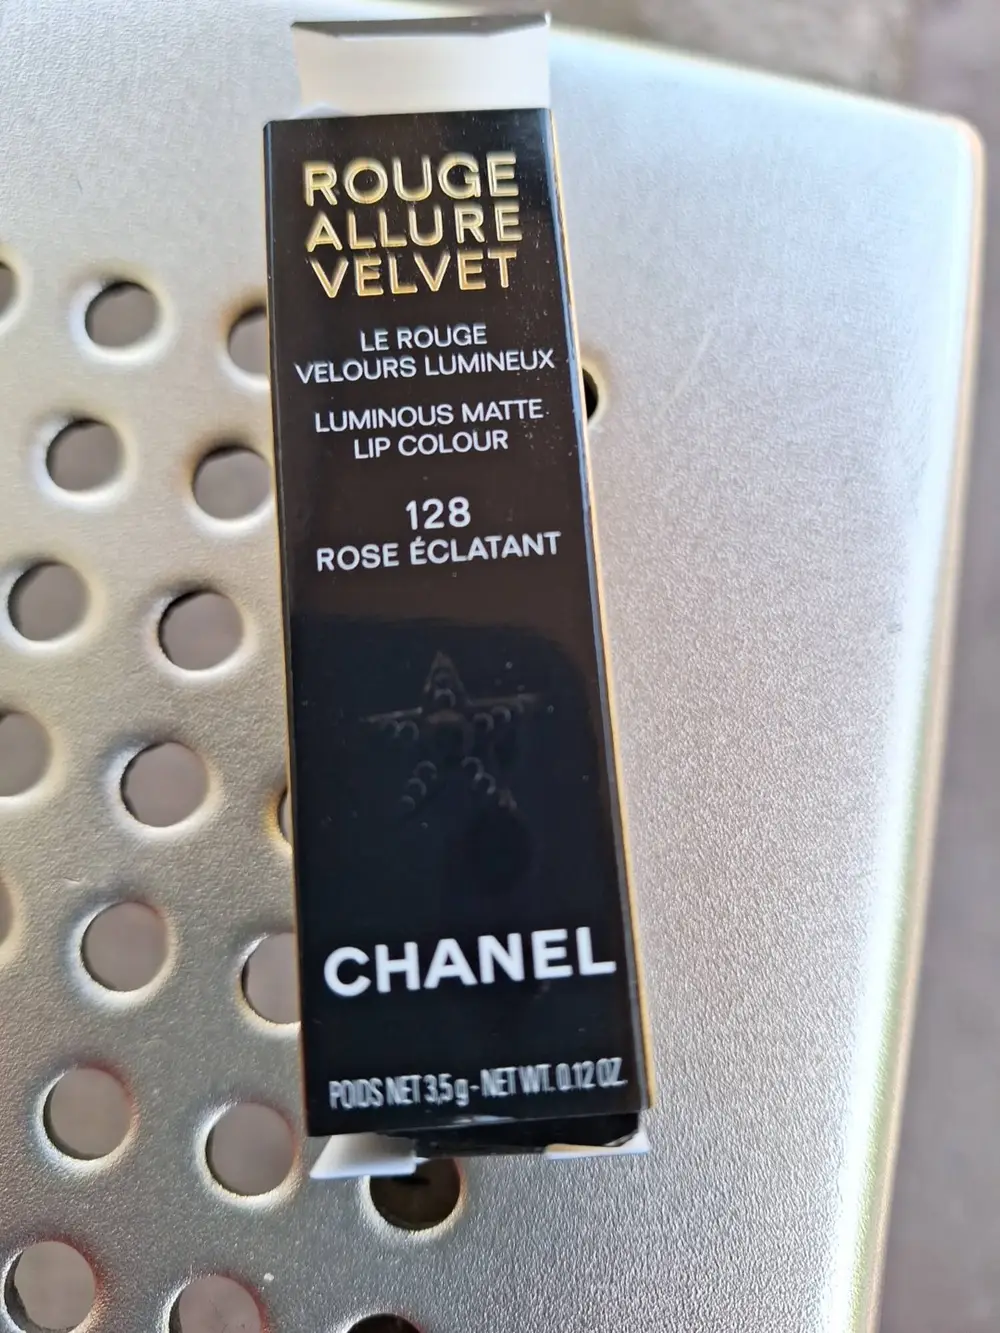 ROUGE
ALLURE
VELVET
LE ROUGE
VELOURS LUMINEUX
LUMINOUS MATTE
LIP COLOUR
128
ROSE ÉCLATANT
CHANEL
POIDS NET 3,5 g - NET WT. 0.12 OZ.